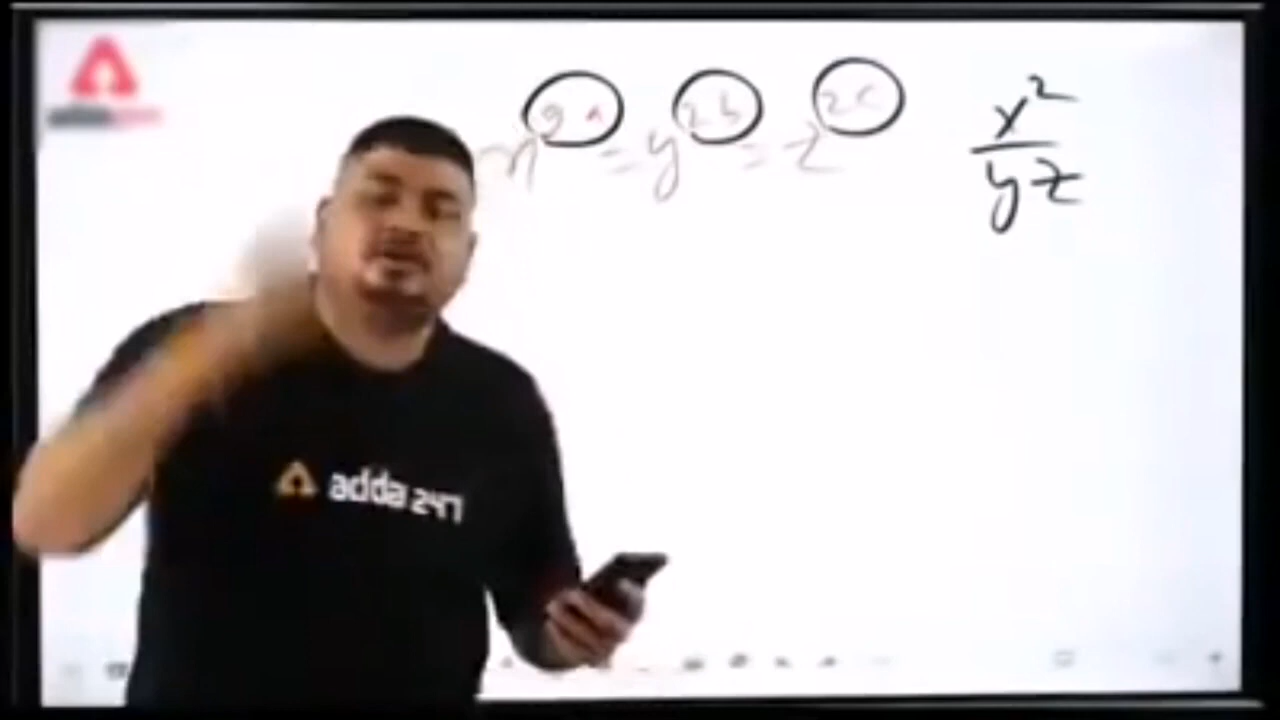 x^2a = y^2b = z^2c
x²
yz
adda 247